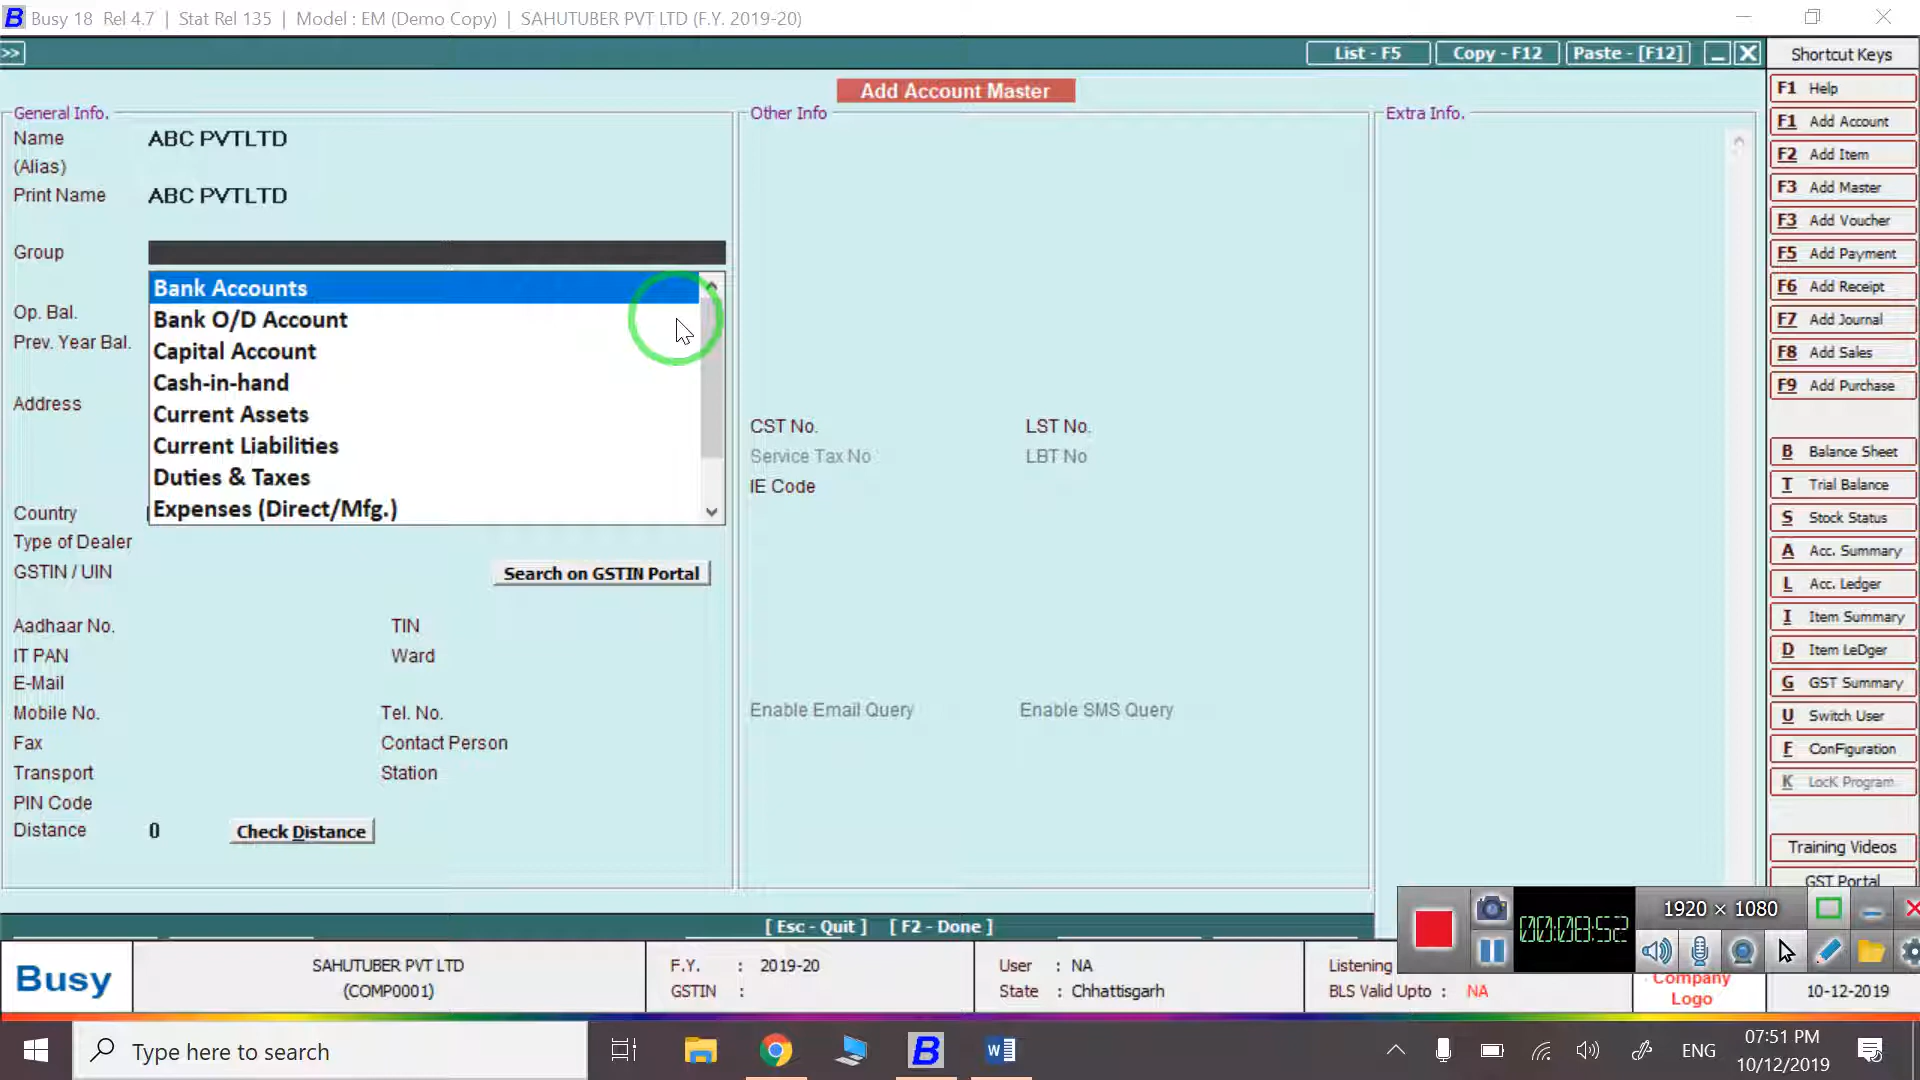 Busy 18 Rel 4.7 | Stat Rel 135 | Model : EM (Demo Copy) | SAHUTUBER PVT LTD (F.Y. 2019-20)
>>
List - F5
Copy - F12
Paste - [F12]
Shortcut Keys
Add Account Master
General Info.
Name ABC PVTLTD
(Alias)
Print Name ABC PVTLTD
Group
Bank Accounts
Bank O/D Account
Capital Account
Cash-in-hand
Current Assets
Current Liabilities
Duties & Taxes
Expenses (Direct/Mfg.)
Op. Bal.
Prev. Year Bal.
Address
Country
Type of Dealer
GSTIN / UIN
Search on GSTIN Portal
Aadhaar No.
TIN
IT PAN
Ward
E-Mail
Mobile No.
Tel. No.
Fax
Contact Person
Transport
Station
PIN Code
Distance 0
Check Distance
Other Info
CST No.
LST No.
Service Tax No
LBT No
IE Code
Enable Email Query
Enable SMS Query
Extra Info.
F1 Help
F1 Add Account
F2 Add Item
F3 Add Master
F3 Add Voucher
F5 Add Payment
F6 Add Receipt
F7 Add Journal
F8 Add Sales
F9 Add Purchase
B Balance Sheet
T Trial Balance
S Stock Status
A Acc. Summary
L Acc. Ledger
I Item Summary
D Item LeDger
G GST Summary
U Switch User
F ConFiguration
K LocK Program
Training Videos
GST Portal
[ Esc - Quit ] [ F2 - Done ]
00:08:52
1920 × 1080
Busy
SAHUTUBER PVT LTD
(COMP0001)
F.Y. : 2019-20
GSTIN :
User : NA
State : Chhattisgarh
Listening
BLS Valid Upto : NA
Company
Logo
10-12-2019
Type here to search
B
W
ENG
07:51 PM
10/12/2019